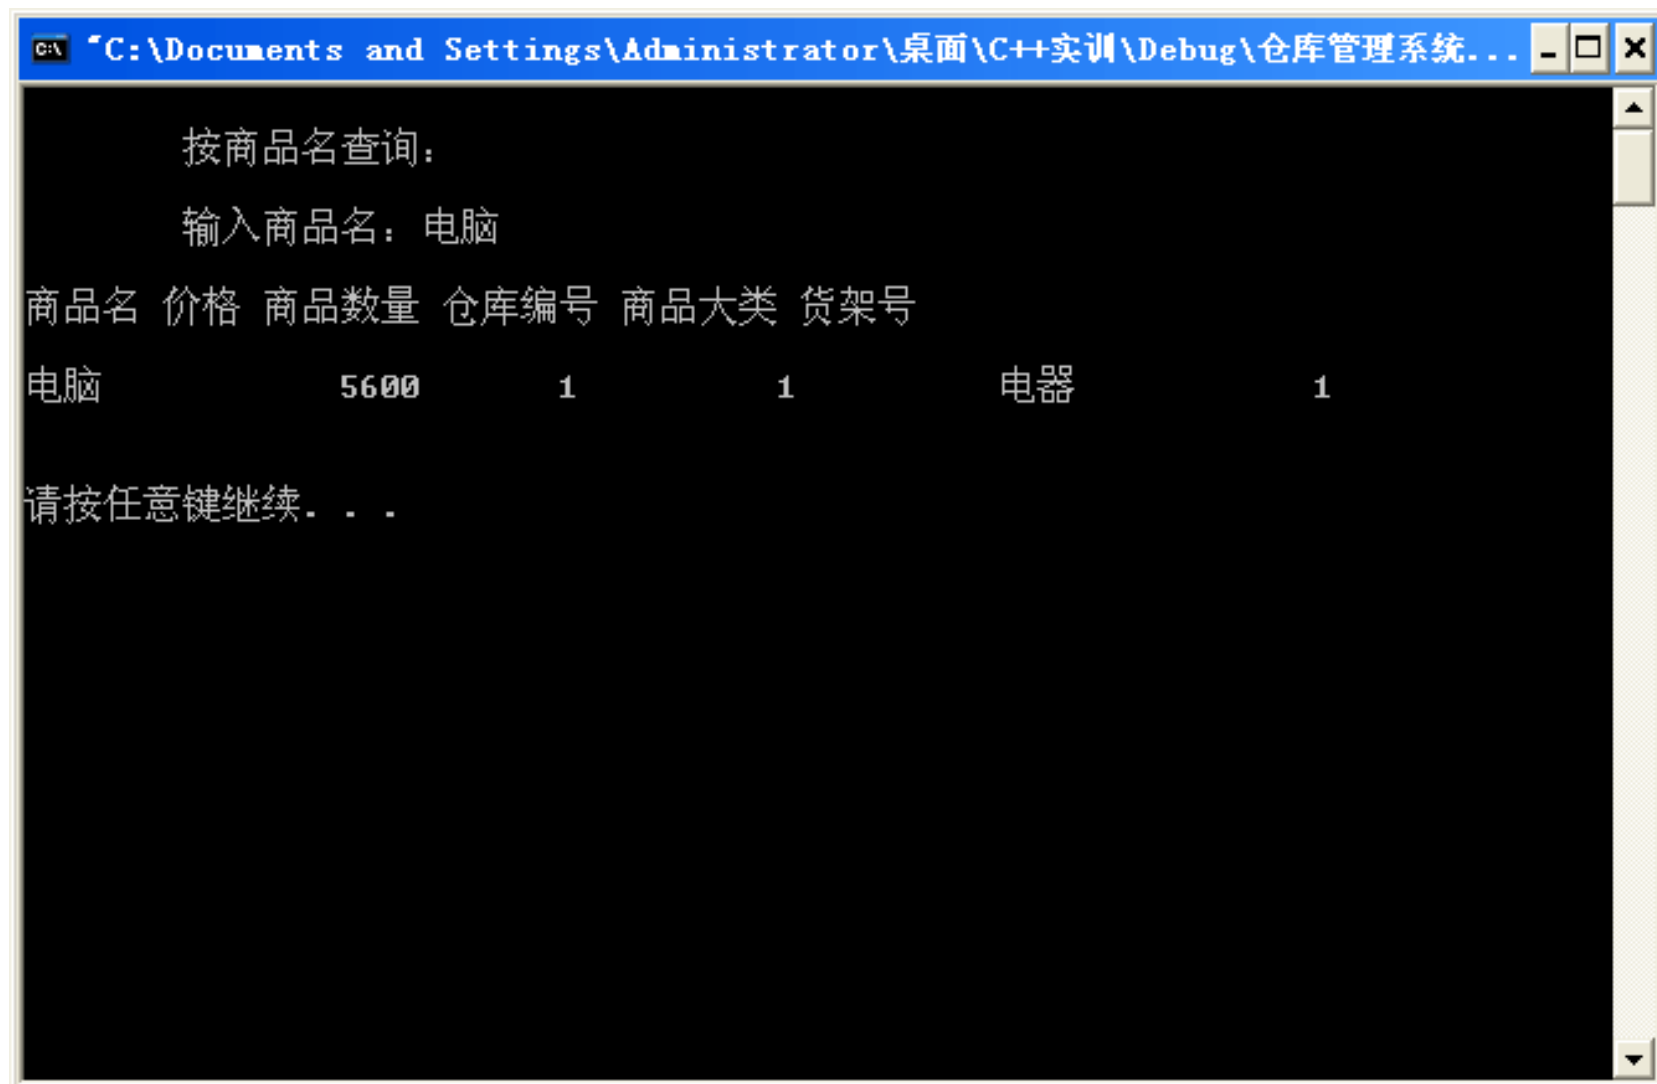 "C:\Documents and Settings\Administrator\桌面\C++实训\Debug\仓库管理系统...
按商品名查询：
输入商品名：电脑
商品名 价格 商品数量 仓库编号 商品大类 货架号
电脑 5600 1 1 电器 1
请按任意键继续. . .